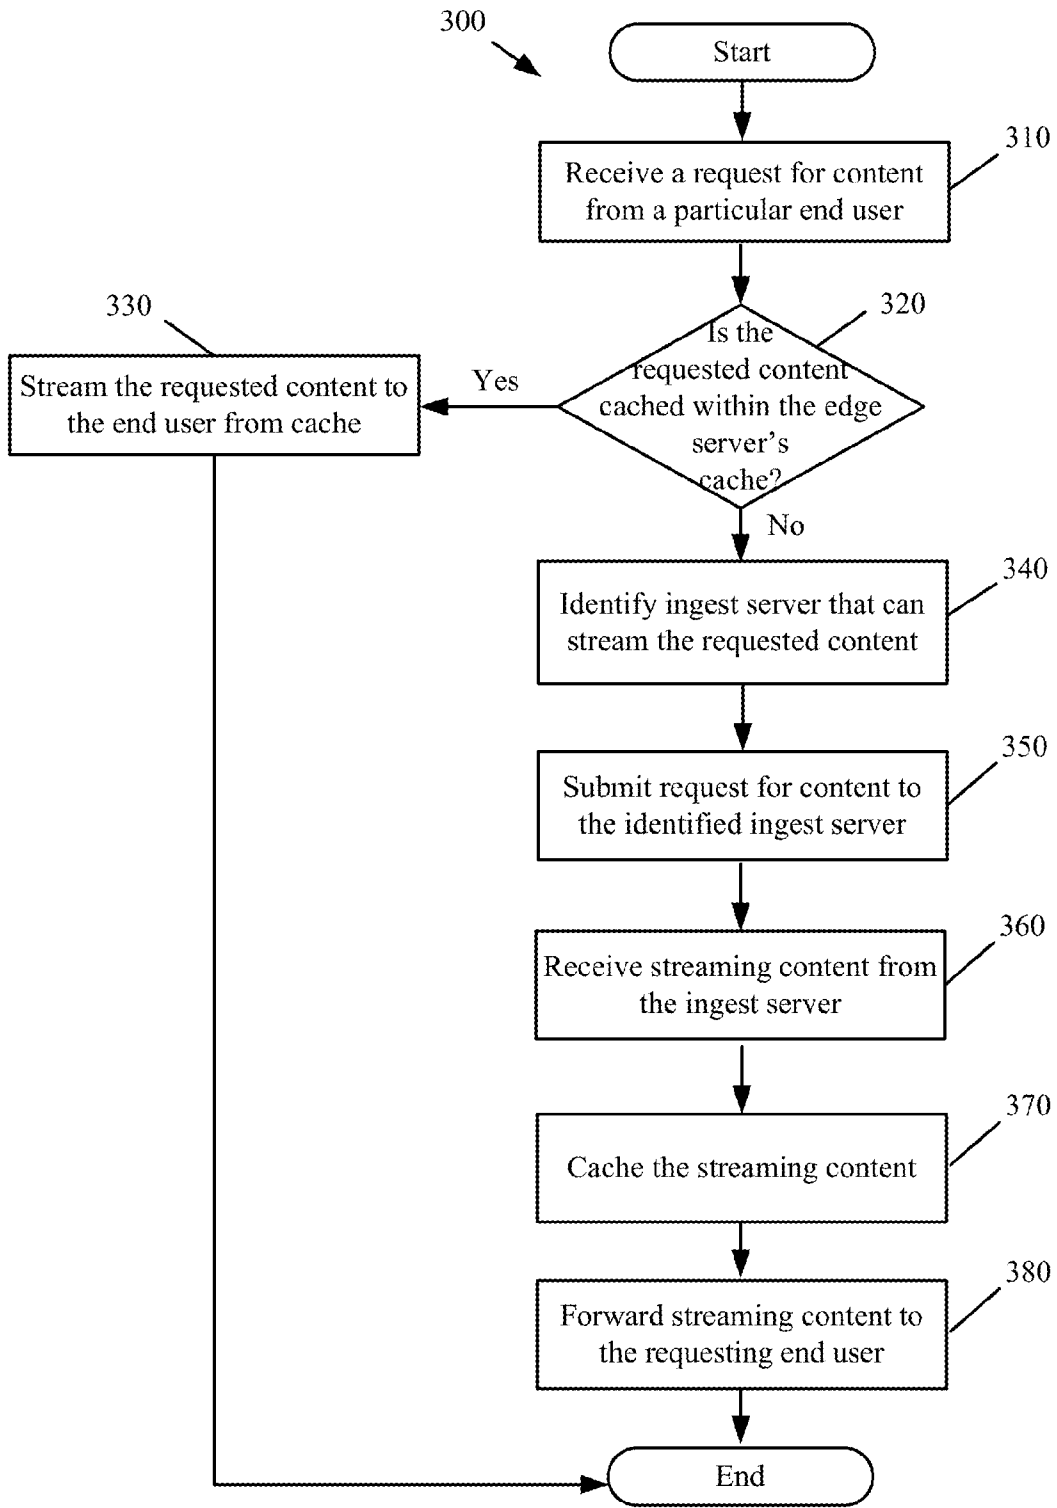 300
Start
310
Receive a request for content
from a particular end user
320
Is the
requested content
cached within the edge
server's
cache?
330
Stream the requested content to
the end user from cache
Yes
No
340
Identify ingest server that can
stream the requested content
350
Submit request for content to
the identified ingest server
360
Receive streaming content from
the ingest server
370
Cache the streaming content
380
Forward streaming content to
the requesting end user
End